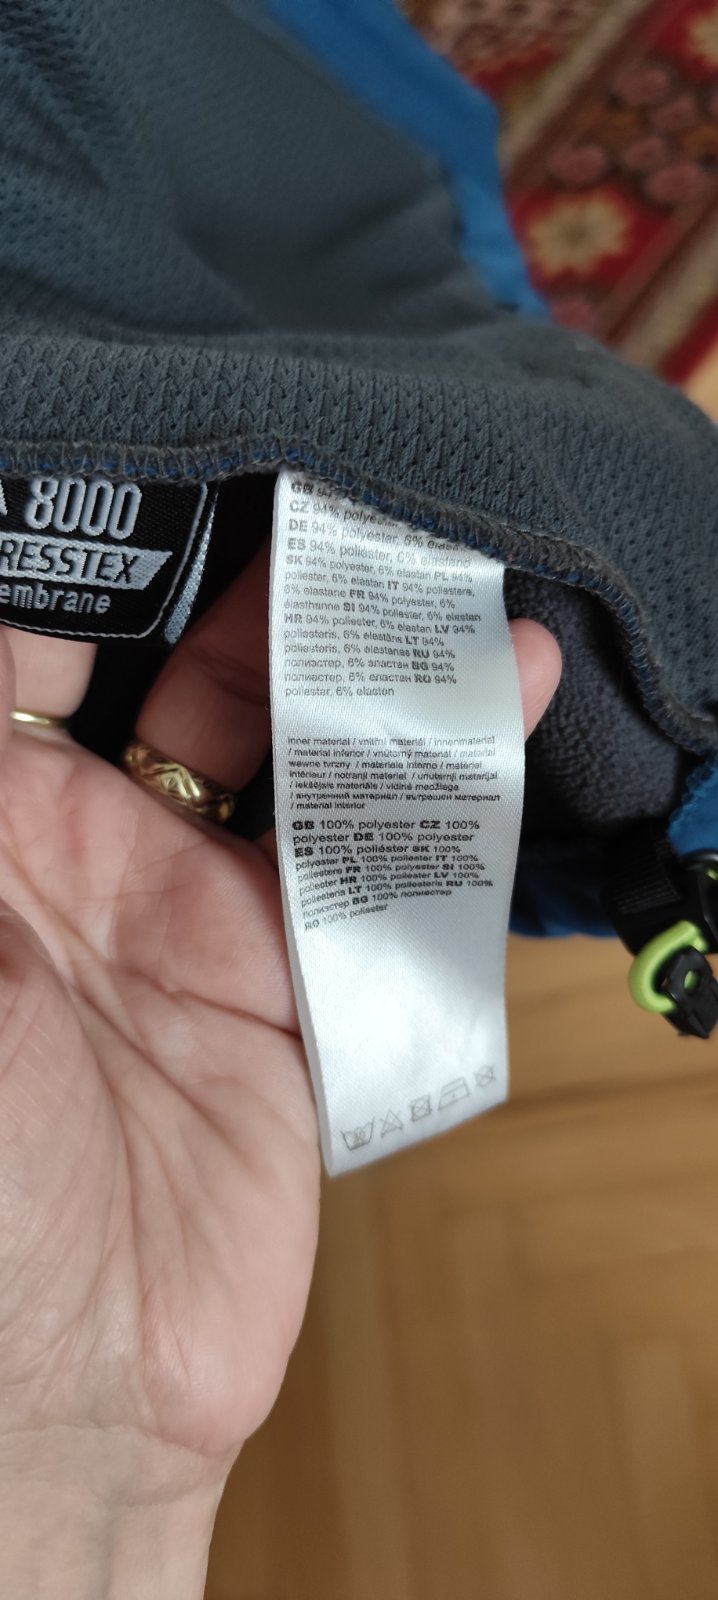 8000
RESSTEX
embrane
CZ 94% polyester, 6% elastan
DE 94% polyester, 6% elastan
ES 94% poliéster, 6% elastano
SK 94% polyester, 6% elastan PL 94%
poliester, 6% elastan IT 94% poliestere,
6% elastane FR 94% polyester, 6%
élasthanne SI 94% poliester, 6% elastan
HR 94% poliester, 6% elastan LV 94%
poliesteris, 6% elastāns LT 94%
poliesteris, 6% elastanas RU 94%
полиэстер, 6% эластан BG 94%
полиестер, 6% еластан RO 94%
poliester, 6% elastan
inner material / vnitřní materiál / innenmaterial
/ material inferior / vnútorný materiál / materiał
wewne trzny / materiale interno / matériel
intérieur / notranji material / unutarnji materijal
/ iekšējais materiāls / vidinė medžiaga
/ внутренний материал / вътрешен материал
/ material interior
GB 100% polyester CZ 100%
polyester DE 100% polyester
ES 100% poliéster SK 100%
polyester PL 100% poliester IT 100%
poliestere FR 100% polyester SI 100%
poliester HR 100% poliester LV 100%
poliesteris LT 100% poliesteris RU 100%
полиэстер BG 100% полиестер
RO 100% poliester
30